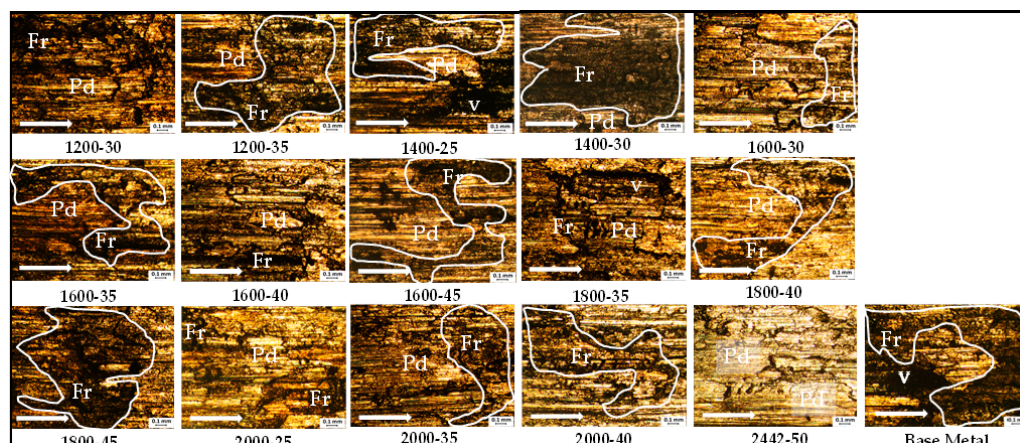 Fr Pd 0.1 mm
1200-30
Pd Fr 0.1 mm
1200-35
Fr Pd v 0.1 mm
1400-25
Fr Pd 0.1 mm
1400-30
Pd Fr 0.1 mm
1600-30
Pd Fr 0.1 mm
1600-35
Pd Fr 0.1 mm
1600-40
Fr Pd 0.1 mm
1600-45
v Fr Pd 0.1 mm
1800-35
Pd Fr 0.1 mm
1800-40
Fr 0.1 mm
1800-45
Fr Pd Fr 0.1 mm
2000-25
Fr Pd 0.1 mm
2000-35
Fr 0.1 mm
2000-40
Pd Pd 0.1 mm
2442-50
Fr v 0.1 mm
Base Metal